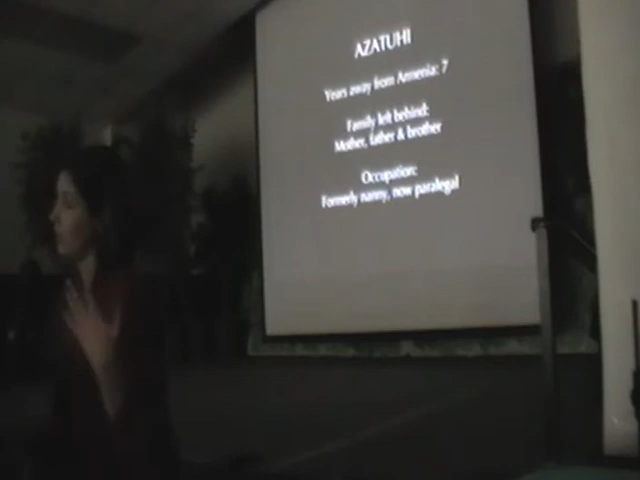 AZATUHI
Years away from Armenia: 7
Family left behind:
Mother, father & brother
Occupation:
Formerly nanny, now paralegal